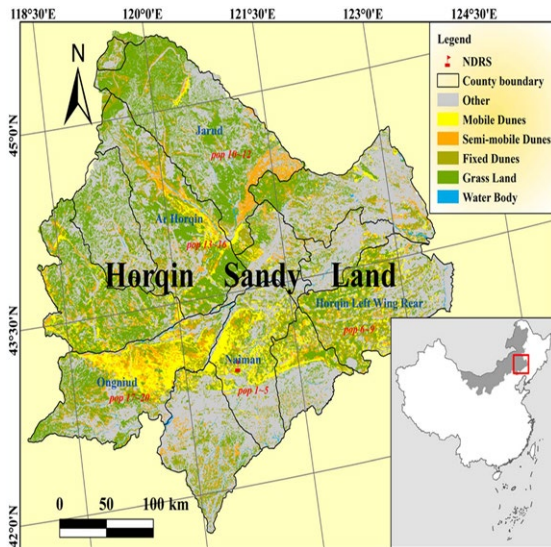 118°30'E
120°0'E
121°30'E
123°0'E
124°30'E
45°0'N
43°30'N
42°0'N
N
Legend
NDRS
County boundary
Other
Mobile Dunes
Semi-mobile Dunes
Fixed Dunes
Grass Land
Water Body
Jarud
pop 10~12
Ar Horqin
pop 13~16
Horqin Sandy Land
Horqin Left Wing Rear
pop 6~9
Naiman
pop 1~5
Ongniud
pop 17~20
0 50 100 km